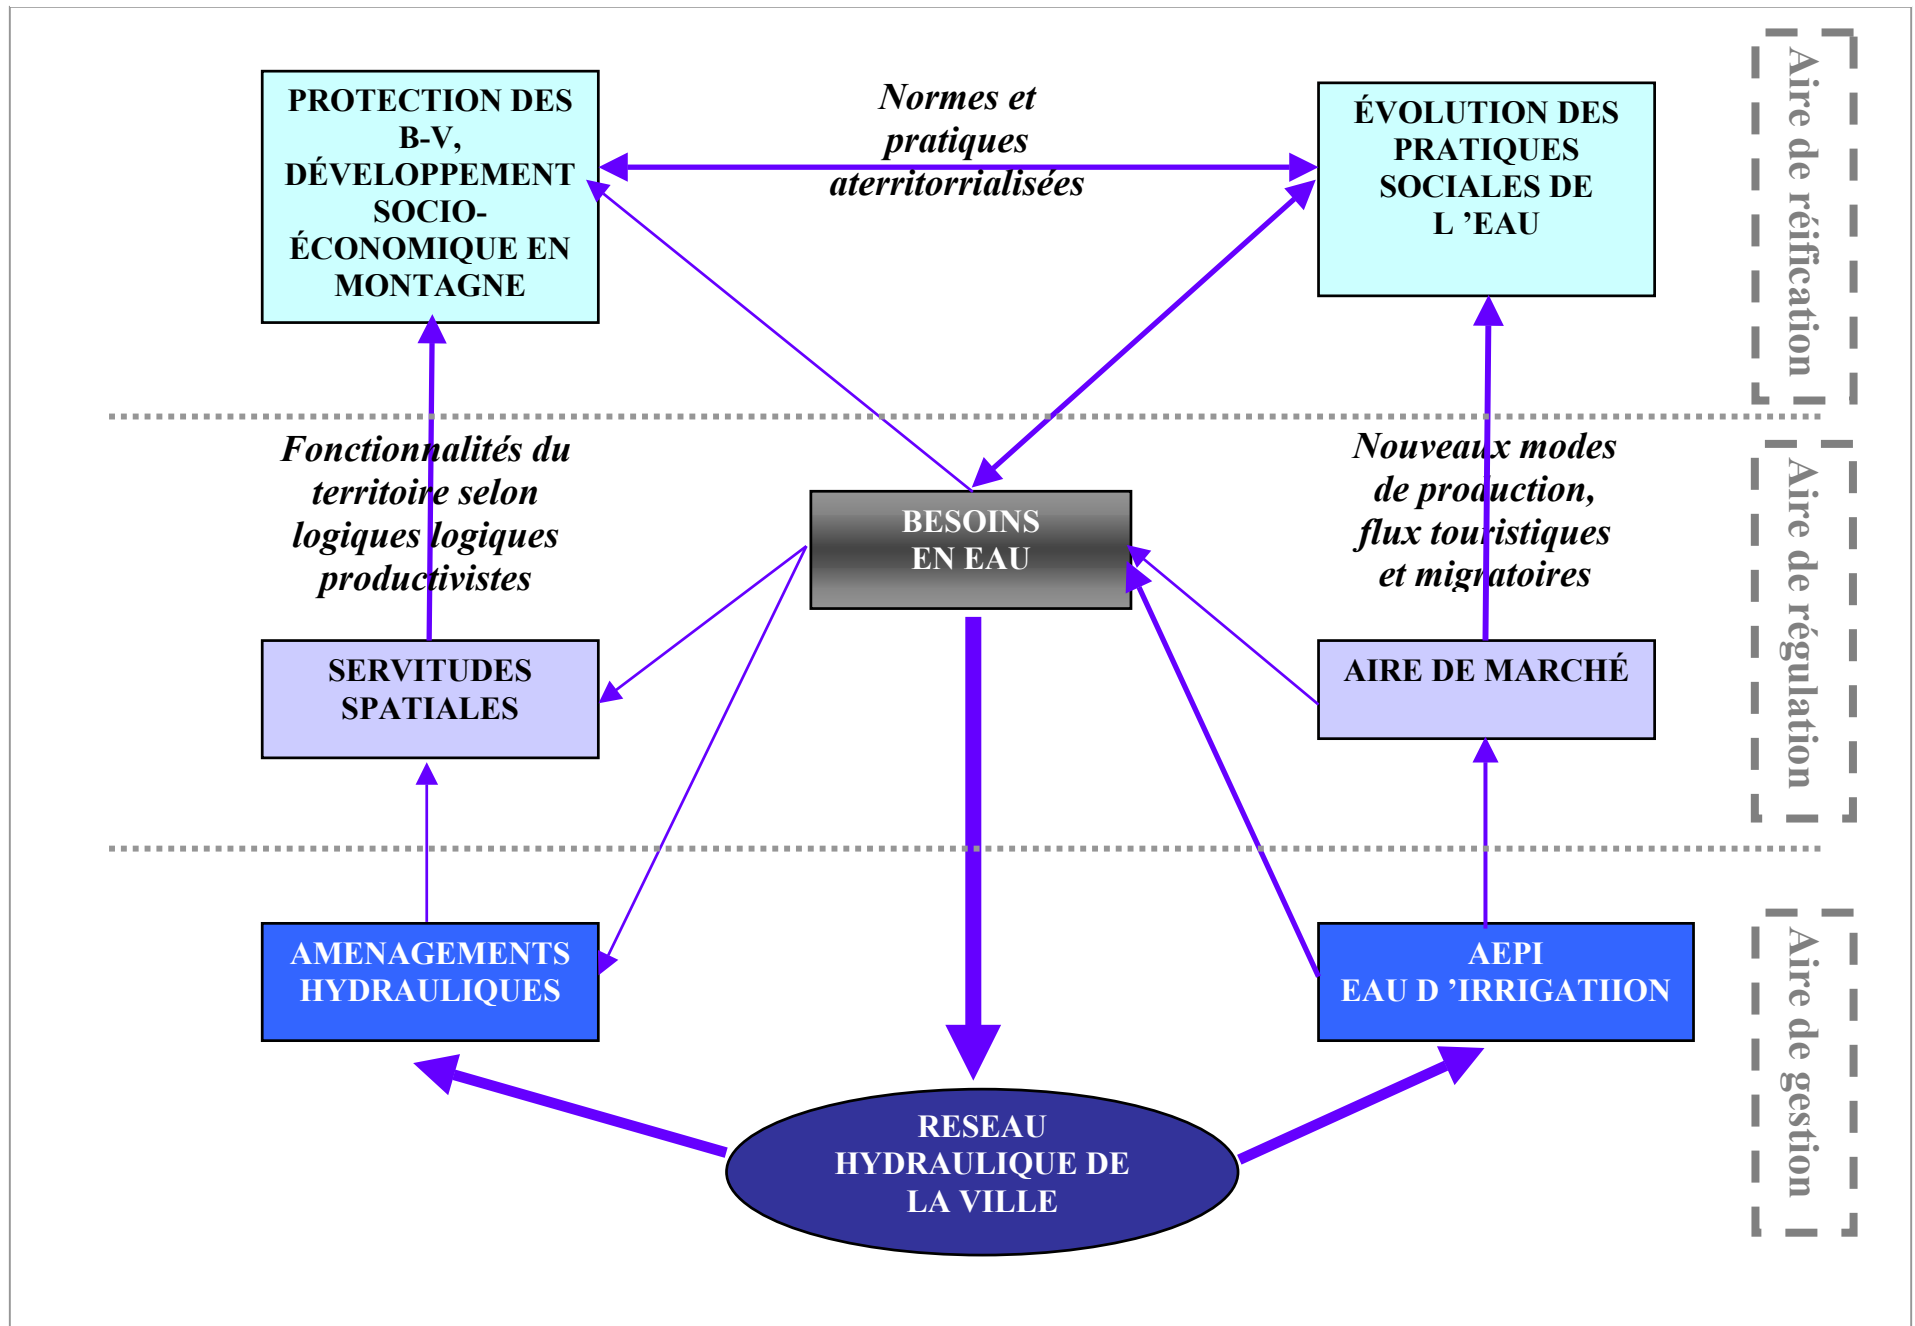 PROTECTION DES
B-V,
DÉVELOPPEMENT
SOCIO-
ÉCONOMIQUE EN
MONTAGNE
Normes et
pratiques
aterritorrialisées
ÉVOLUTION DES
PRATIQUES
SOCIALES DE
L ’EAU
Aire de réification
Fonctionnalités du
territoire selon
logiques logiques
productivistes
BESOINS
EN EAU
Nouveaux modes
de production,
flux touristiques
et migratoires
Aire de régulation
SERVITUDES
SPATIALES
AIRE DE MARCHÉ
AMENAGEMENTS
HYDRAULIQUES
AEPI
EAU D ’IRRIGATIION
Aire de gestion
RESEAU
HYDRAULIQUE DE
LA VILLE